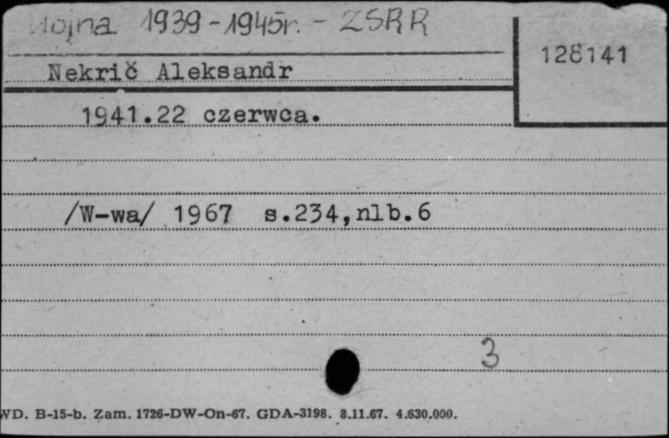 Wojna 1939-1945r. - ZSRR
128141
Nekrič Aleksandr
1941.22 czerwca.
/W-wa/ 1967 s.234,nlb.6
3
WD. B-15-b. Zam. 1726-DW-On-67. GDA-3198. 8.11.67. 4.630.000.